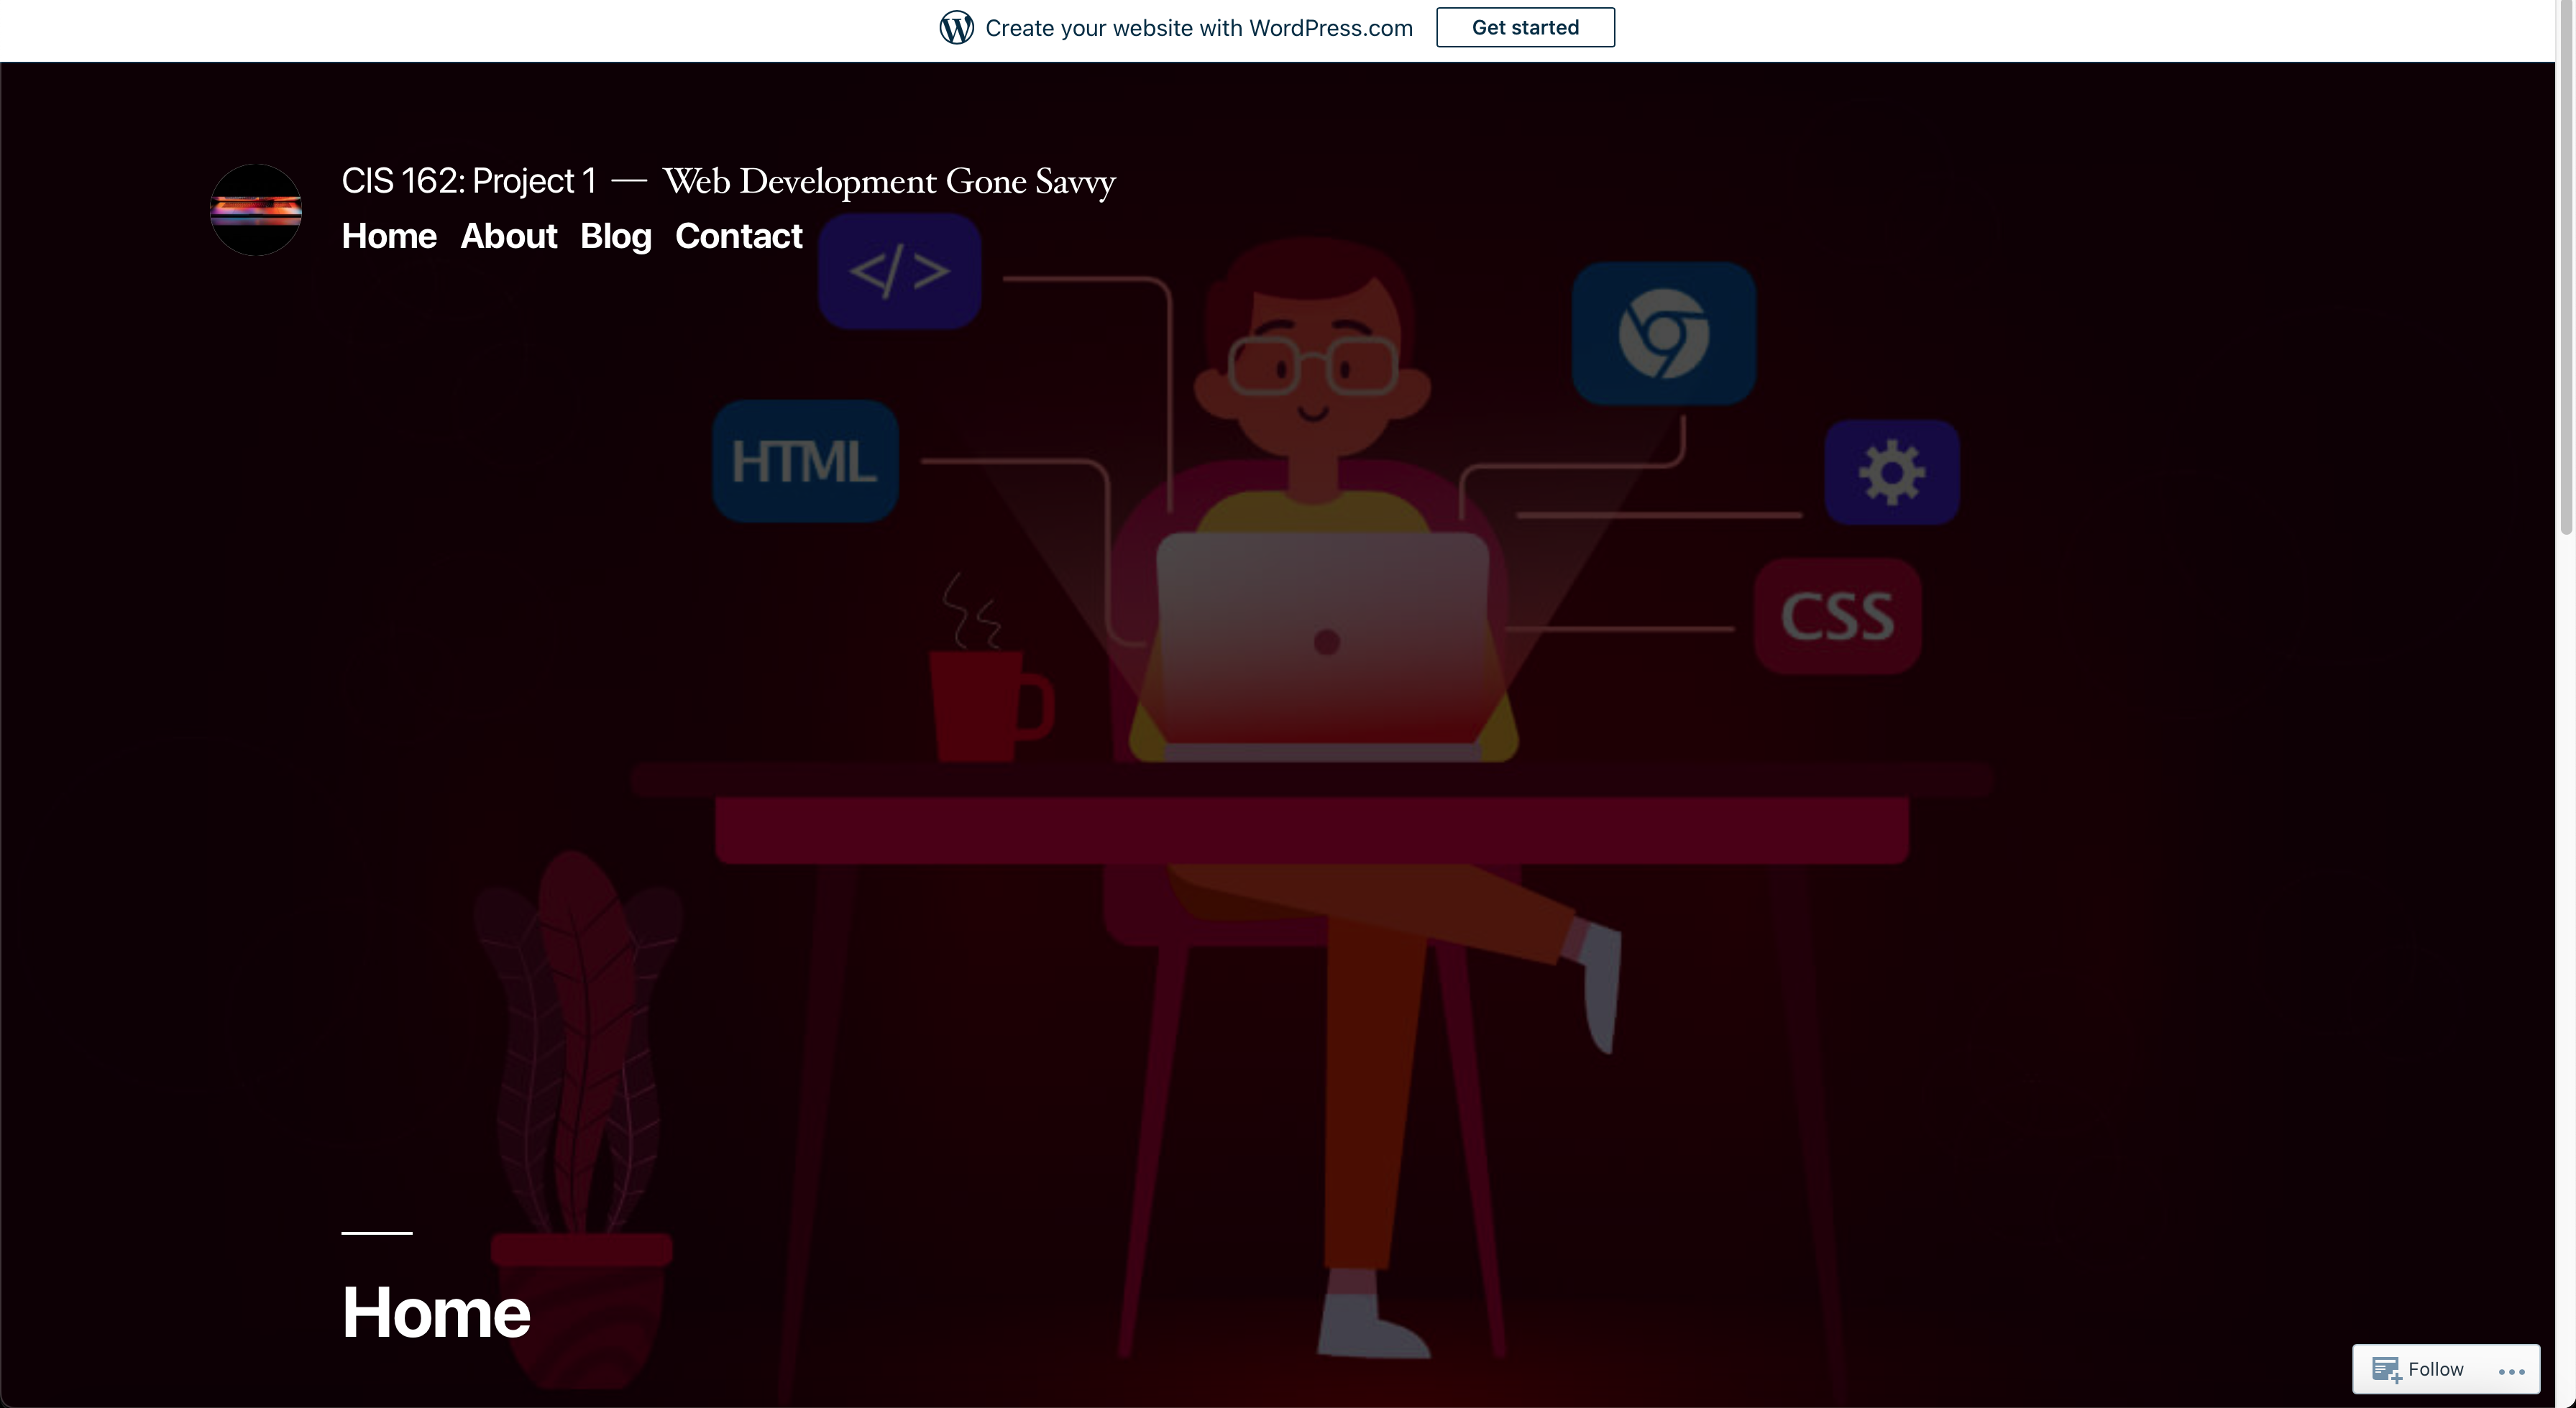 Create your website with WordPress.com Get started
CIS 162: Project 1 — Web Development Gone Savvy
Home About Blog Contact
</>
HTML
CSS
Home
Follow ...